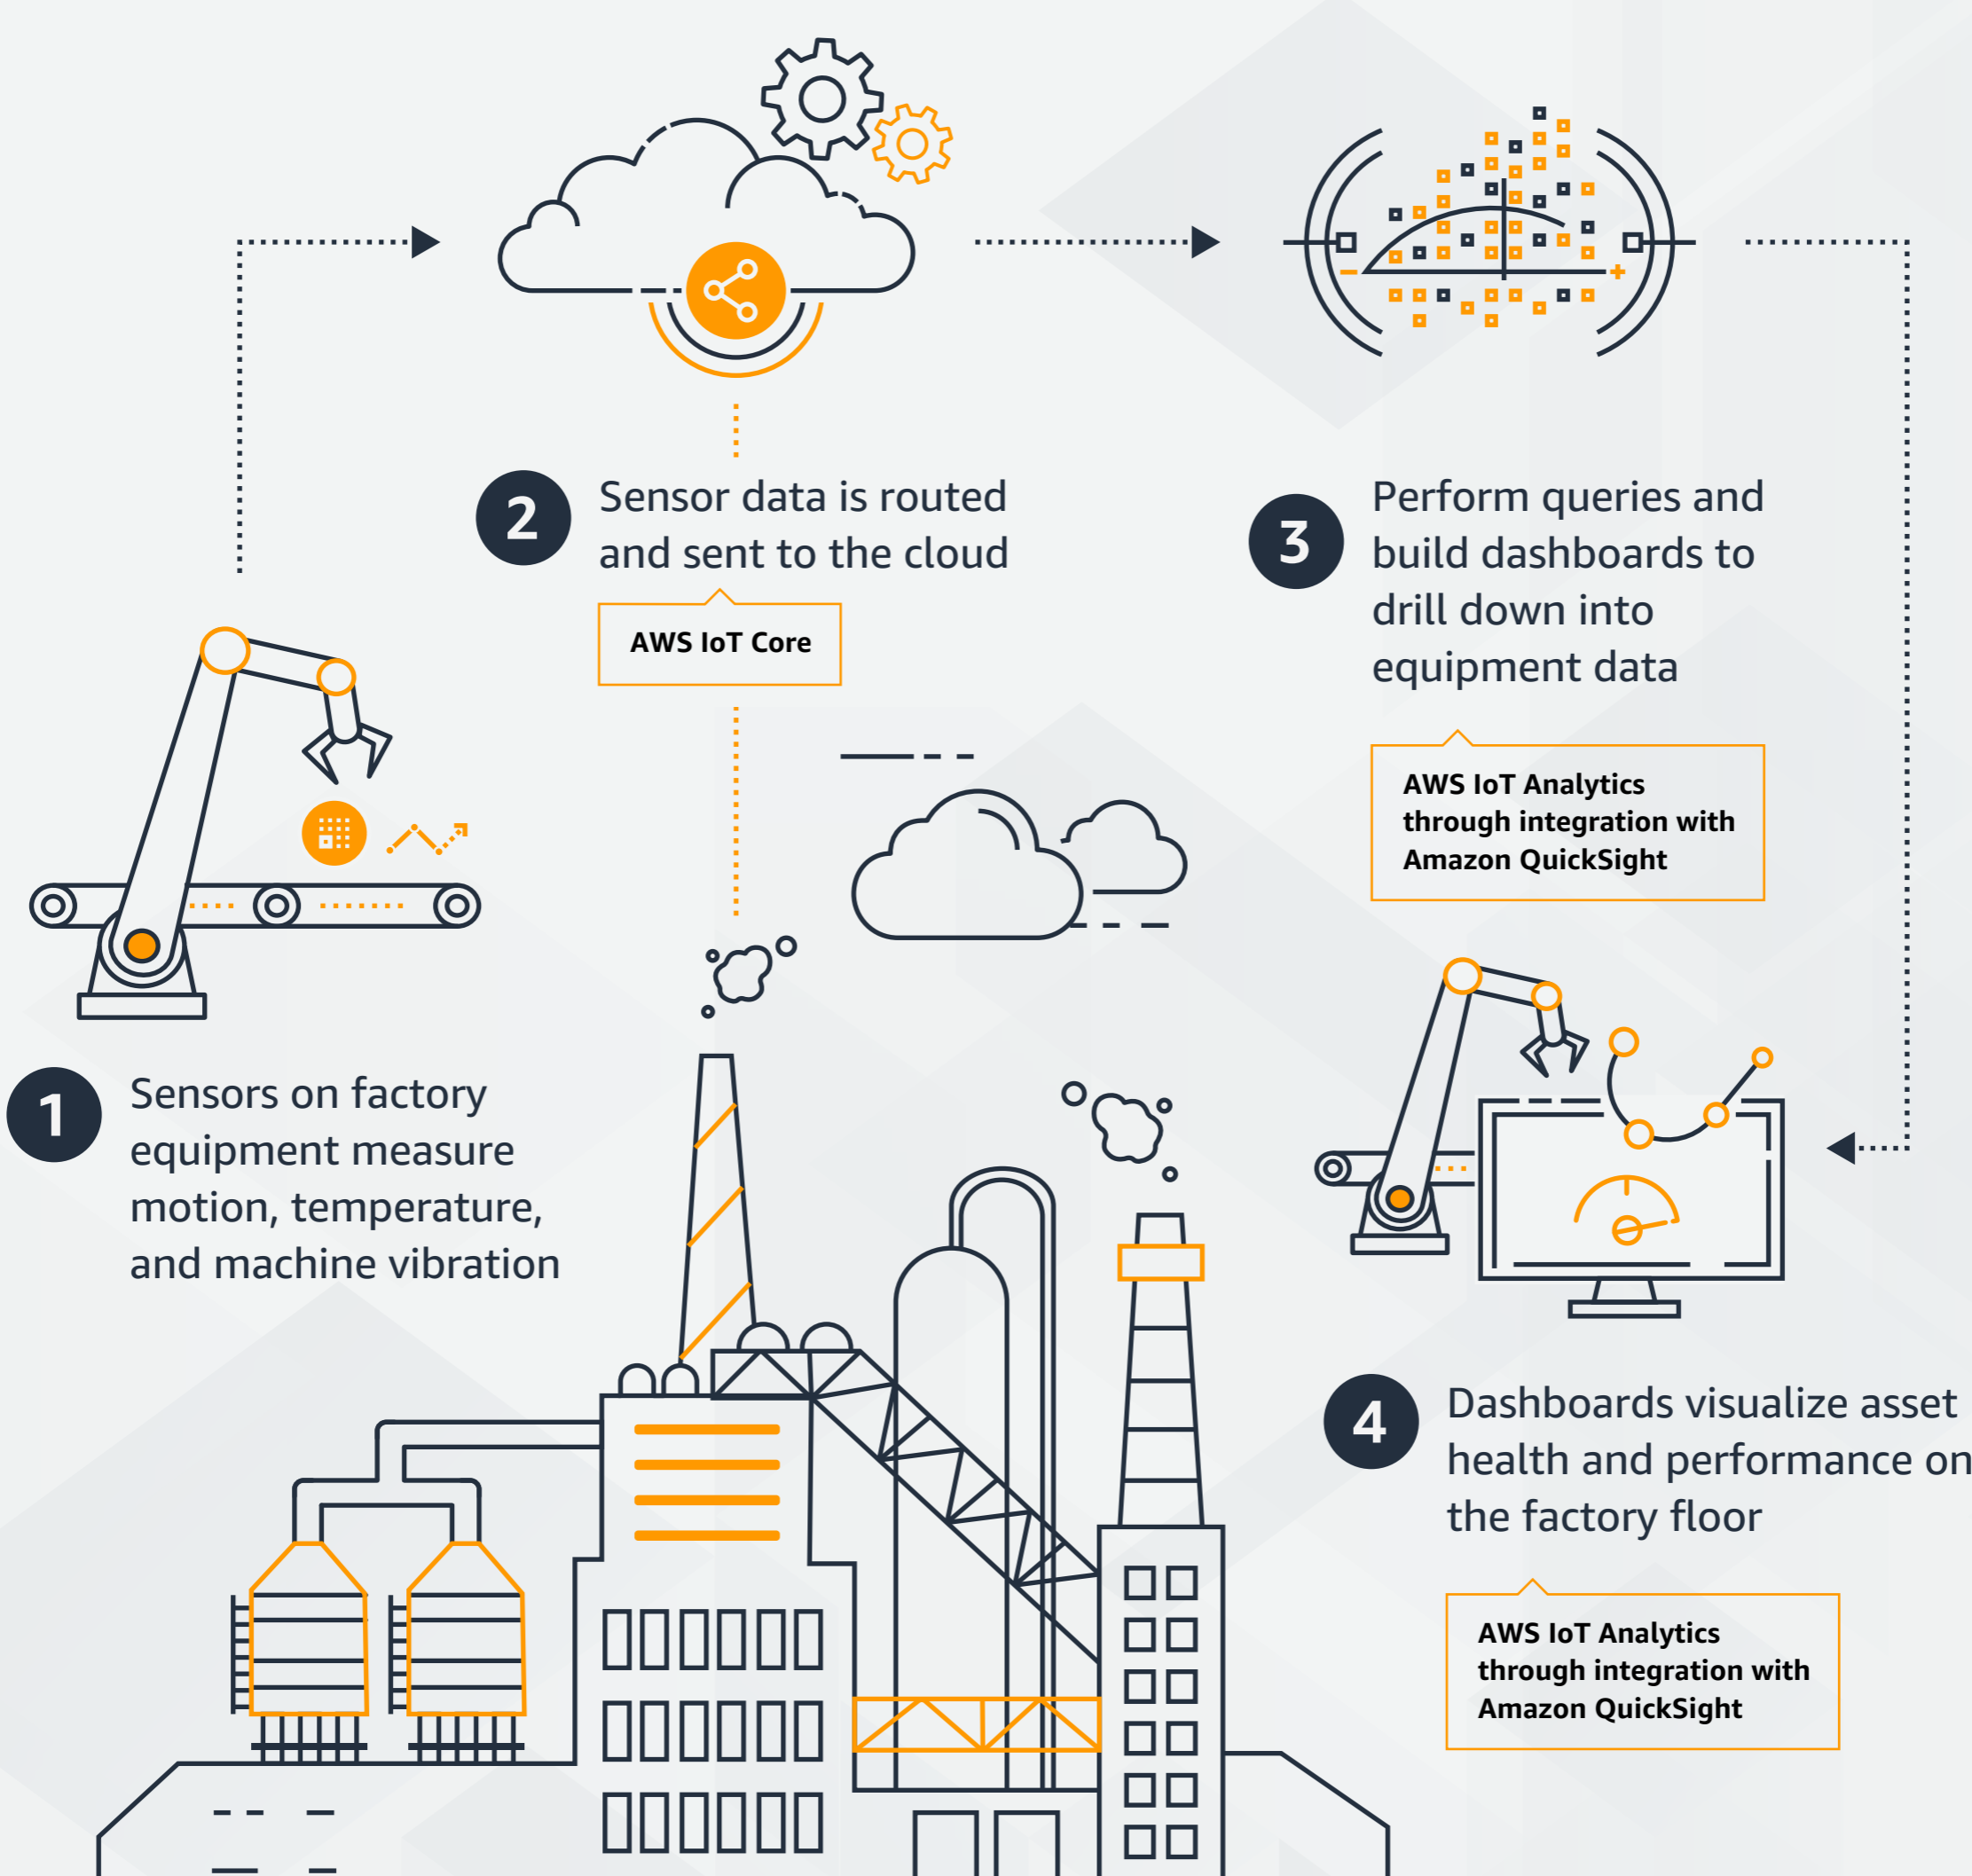 2
Sensor data is routed
and sent to the cloud
AWS IoT Core
3
Perform queries and
build dashboards to
drill down into
equipment data
AWS IoT Analytics
through integration with
Amazon QuickSight
1
Sensors on factory
equipment measure
motion, temperature,
and machine vibration
4
Dashboards visualize asset
health and performance on
the factory floor
AWS IoT Analytics
through integration with
Amazon QuickSight